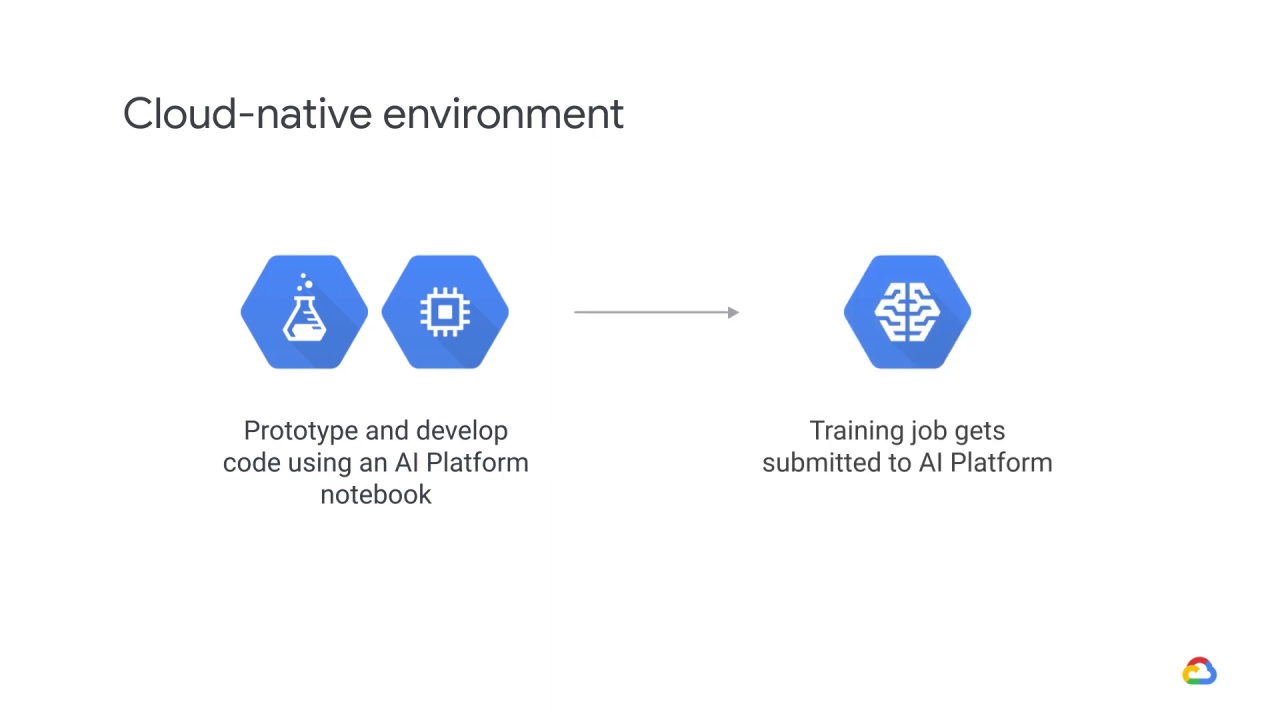 Cloud-native environment
Prototype and develop
code using an AI Platform
notebook
Training job gets
submitted to AI Platform